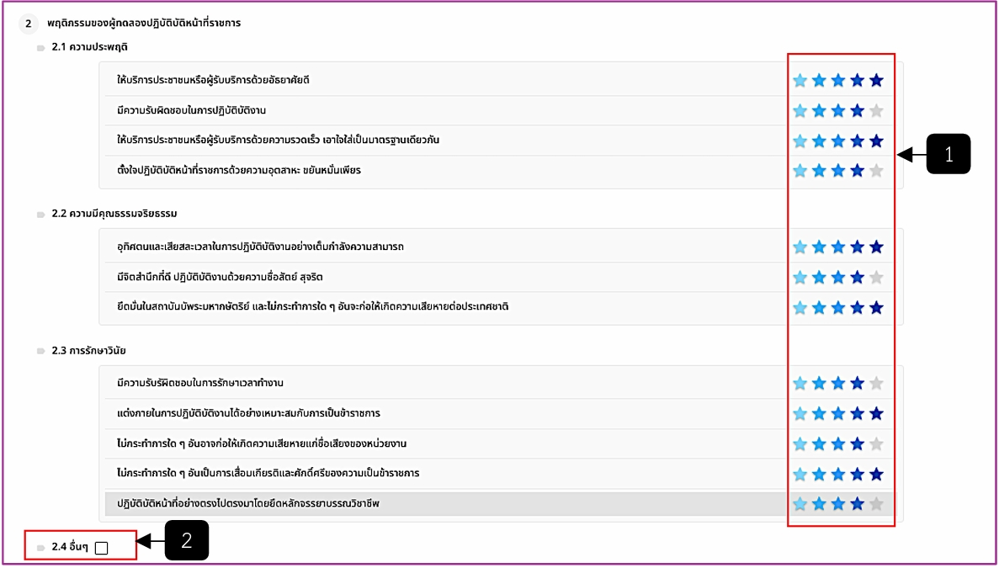 2 พฤติกรรมของผู้ทดลองปฏิบัติหน้าที่ราชการ
2.1 ความประพฤติ
ให้บริการประชาชนหรือผู้รับบริการด้วยอัธยาศัยดี
มีความรับผิดชอบในการปฏิบัติงาน
ให้บริการประชาชนหรือผู้รับบริการด้วยความรวดเร็ว เอาใจใส่เป็นมาตรฐานเดียวกัน
ตั้งใจปฏิบัติหน้าที่ราชการด้วยความอุตสาหะ ขยันหมั่นเพียร
1
2.2 ความมีคุณธรรมจริยธรรม
อุทิศตนและเสียสละเวลาในการปฏิบัติงานอย่างเต็มกำลังความสามารถ
มีจิตสำนึกที่ดี ปฏิบัติงานด้วยความซื่อสัตย์ สุจริต
ยึดมั่นในสถาบันพระมหากษัตริย์ และไม่กระทำการใด ๆ อันจะก่อให้เกิดความเสียหายต่อประเทศชาติ
2.3 การรักษาวินัย
มีความรับผิดชอบในการรักษาเวลาทำงาน
แต่งกายในการปฏิบัติงานได้อย่างเหมาะสมกับการเป็นข้าราชการ
ไม่กระทำการใด ๆ อันอาจก่อให้เกิดความเสียหายแก่ชื่อเสียงของหน่วยงาน
ไม่กระทำการใด ๆ อันเป็นการเสื่อมเกียรติและศักดิ์ศรีของความเป็นข้าราชการ
ปฏิบัติหน้าที่อย่างตรงไปตรงมาโดยยึดหลักจรรยาบรรณวิชาชีพ
2.4 อื่นๆ
2